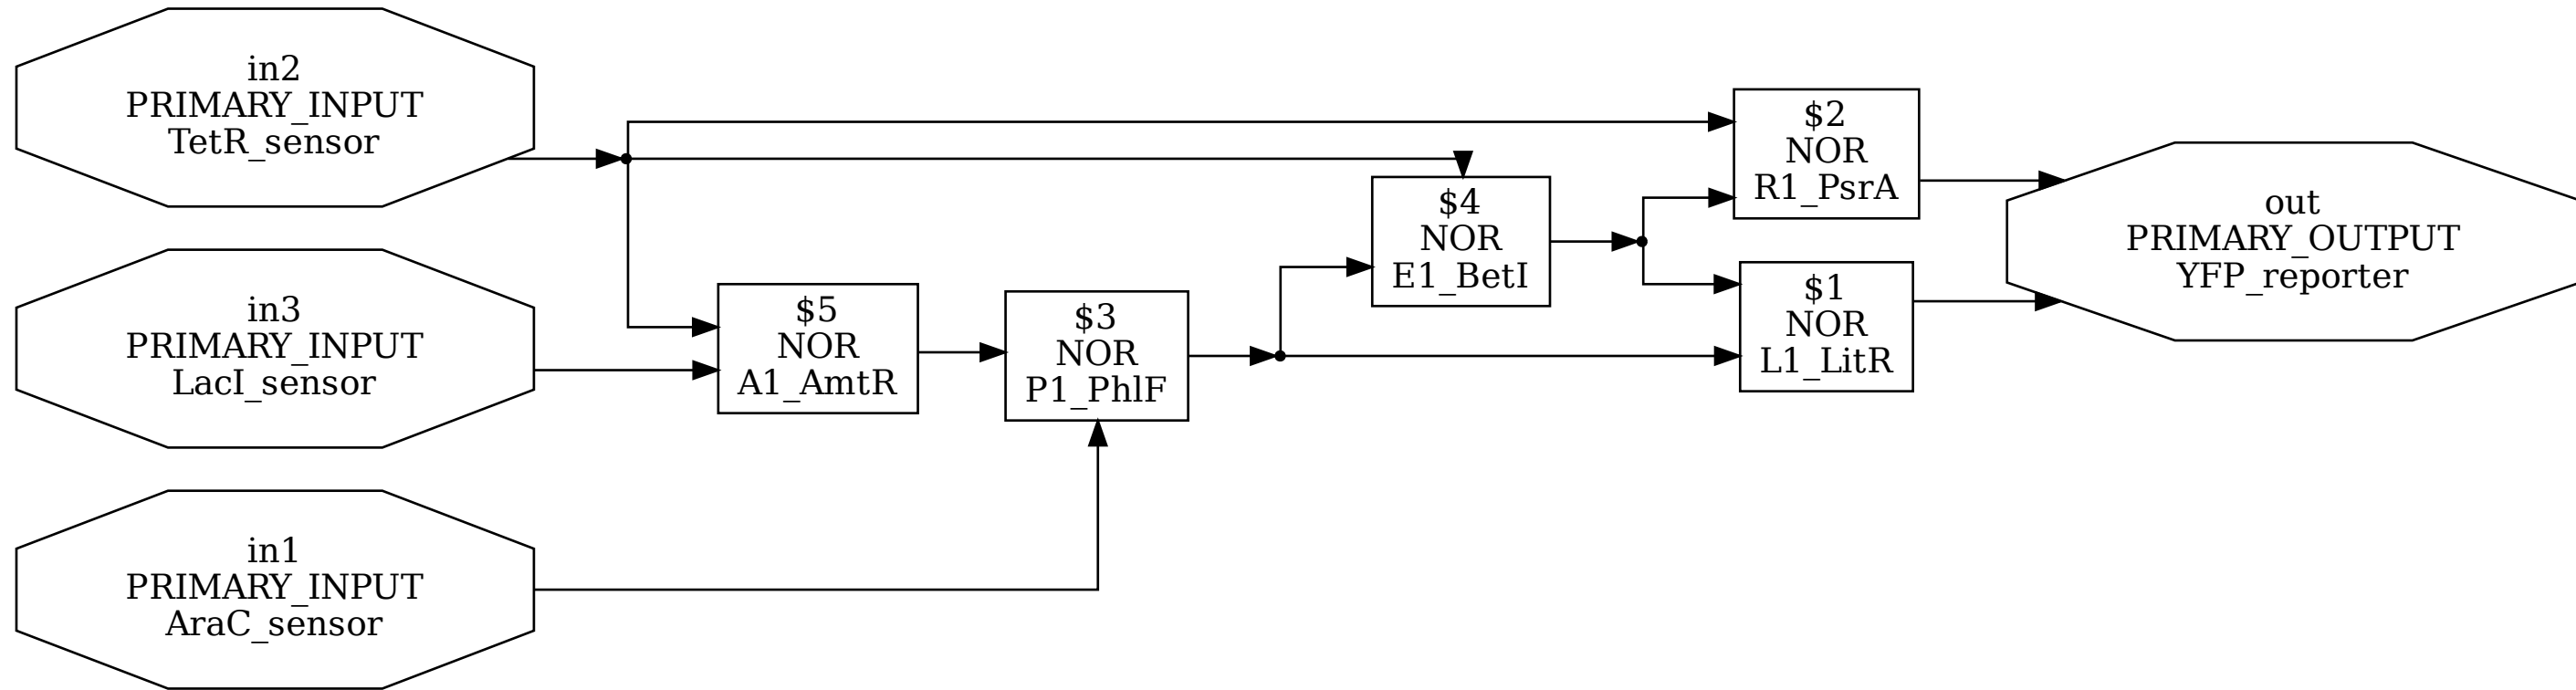 in2
PRIMARY_INPUT
TetR_sensor
in3
PRIMARY_INPUT
LacI_sensor
in1
PRIMARY_INPUT
AraC_sensor
$5
NOR
A1_AmtR
$3
NOR
P1_PhlF
$4
NOR
E1_BetI
$2
NOR
R1_PsrA
$1
NOR
L1_LitR
out
PRIMARY_OUTPUT
YFP_reporter